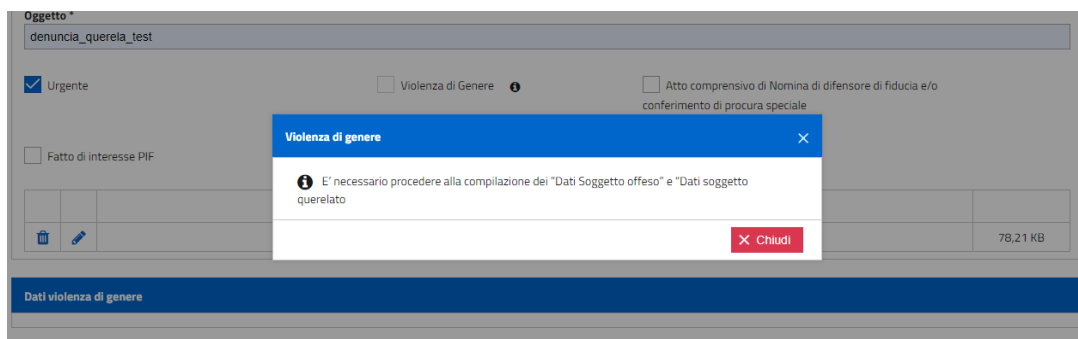 Oggetto *
denuncia_querela_test
Urgente
Violenza di Genere
Atto comprensivo di Nomina di difensore di fiducia e/o
conferimento di procura speciale
Violenza di genere
Fatto di interesse PIF
E' necessario procedere alla compilazione dei "Dati Soggetto offeso" e "Dati soggetto
querelato
Chiudi
78,21 KB
Dati violenza di genere